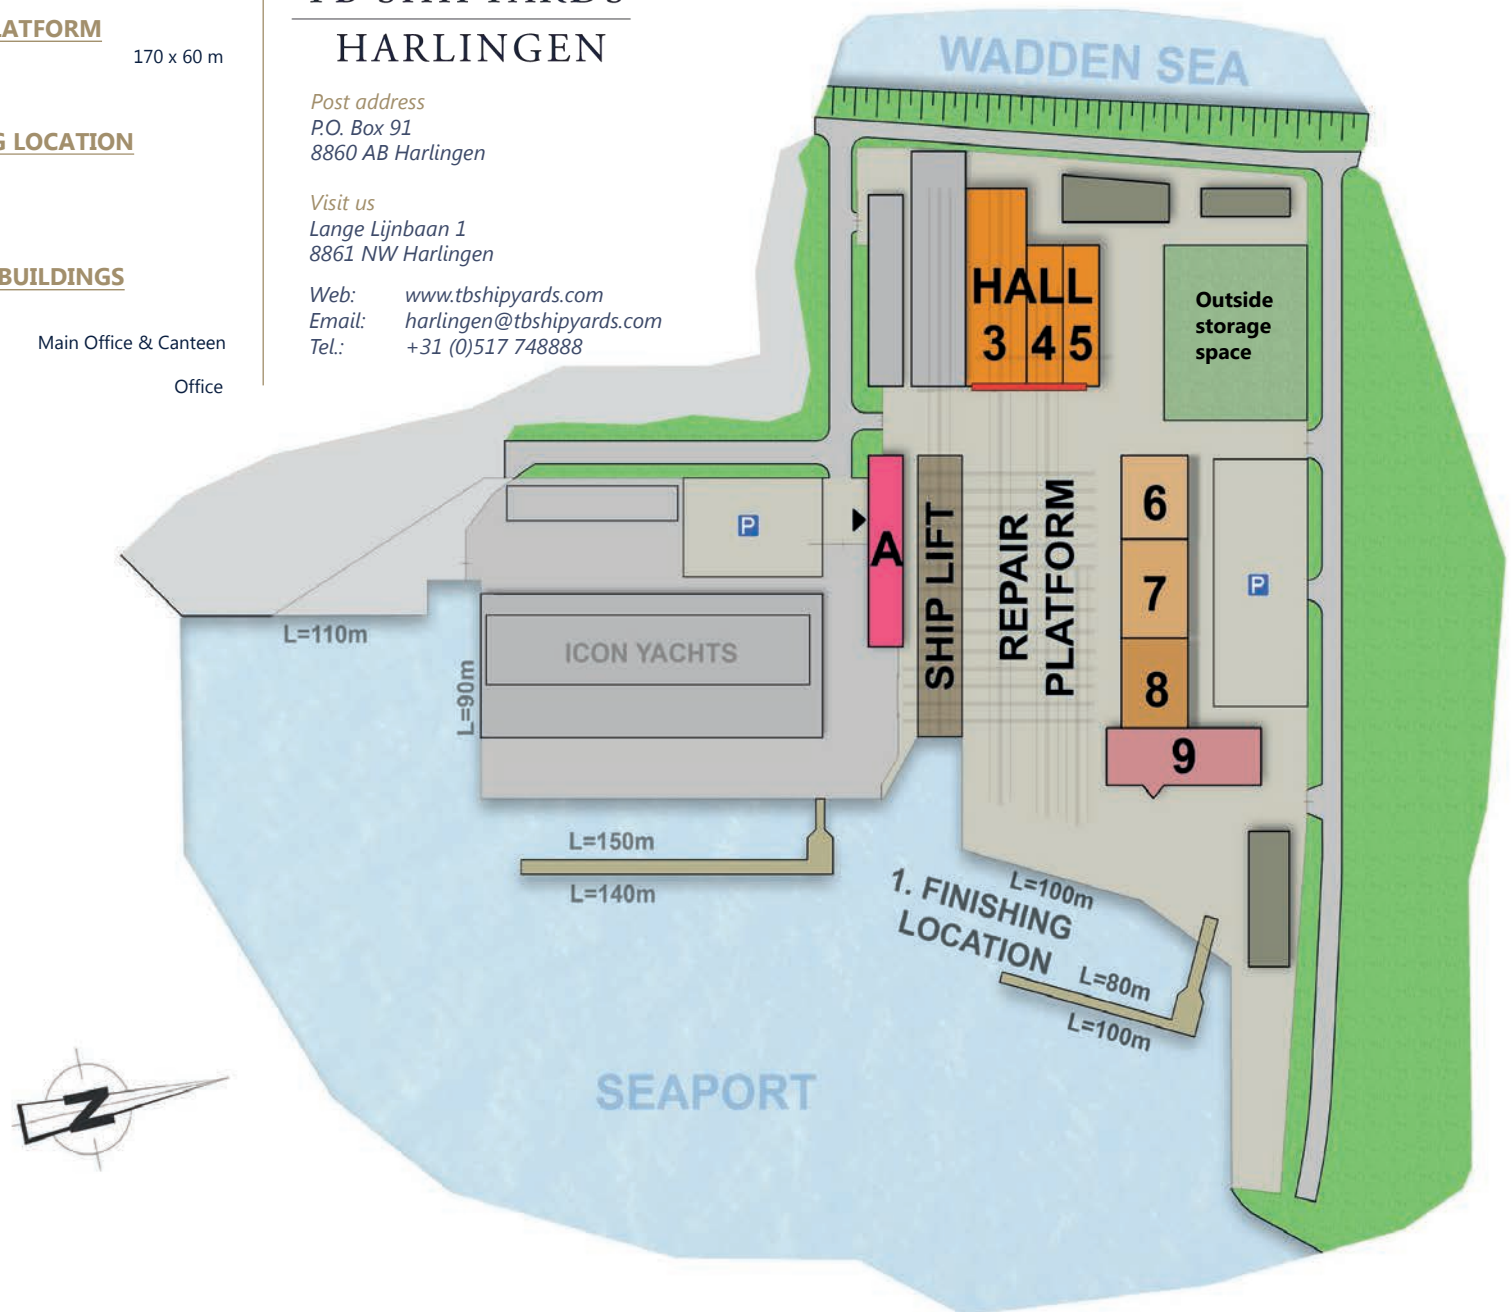 LATFORM
170 x 60 m
G LOCATION
BUILDINGS
Main Office & Canteen
Office
TB SHIPYARDS
HARLINGEN
Post address
P.O. Box 91
8860 AB Harlingen
Visit us
Lange Lijnbaan 1
8861 NW Harlingen
Web: www.tbshipyards.com
Email: harlingen@tbshipyards.com
Tel.: +31 (0)517 748888
WADDEN SEA
HALL
3 4 5
Outside
storage
space
P
A
SHIP LIFT
REPAIR
PLATFORM
6
7
8
9
P
L=110m
L=90m
ICON YACHTS
L=150m
L=140m
1. FINISHING
LOCATION
L=100m
L=80m
L=100m
SEAPORT
N